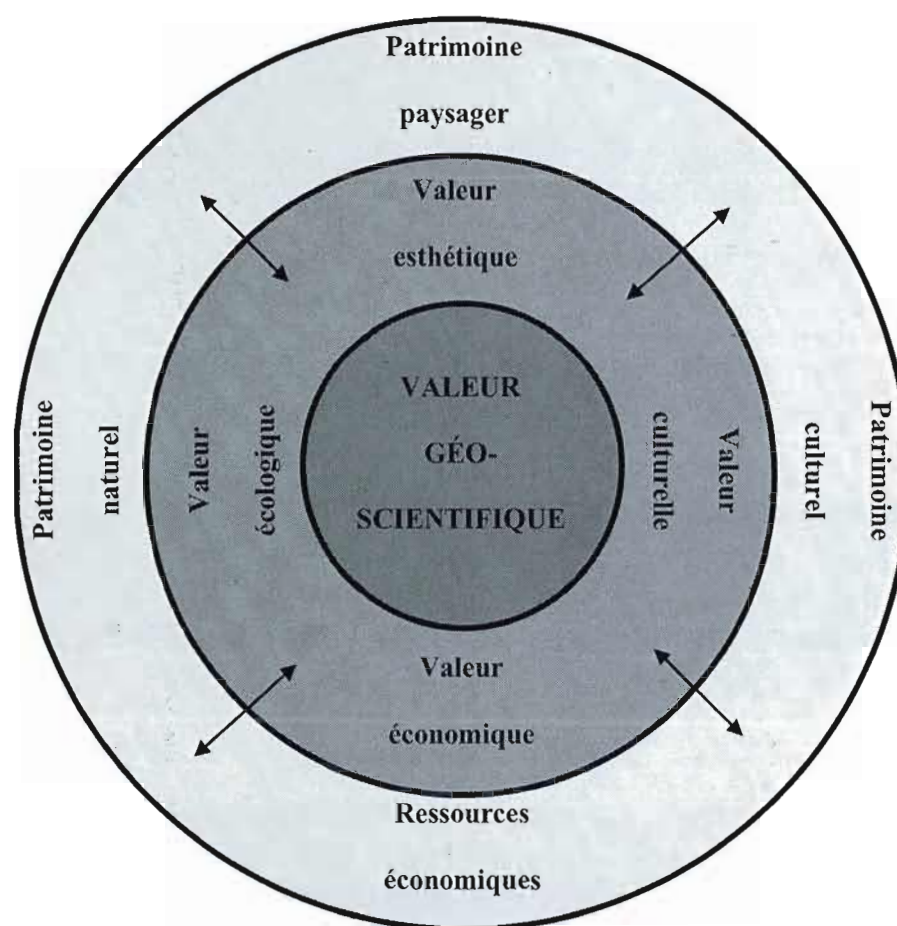 Patrimoine
paysager
Valeur
esthétique
Patrimoine
naturel
Valeur
écologique
VALEUR
GÉO-
SCIENTIFIQUE
Valeur
culturelle
Patrimoine
culturel
Valeur
économique
Ressources
économiques